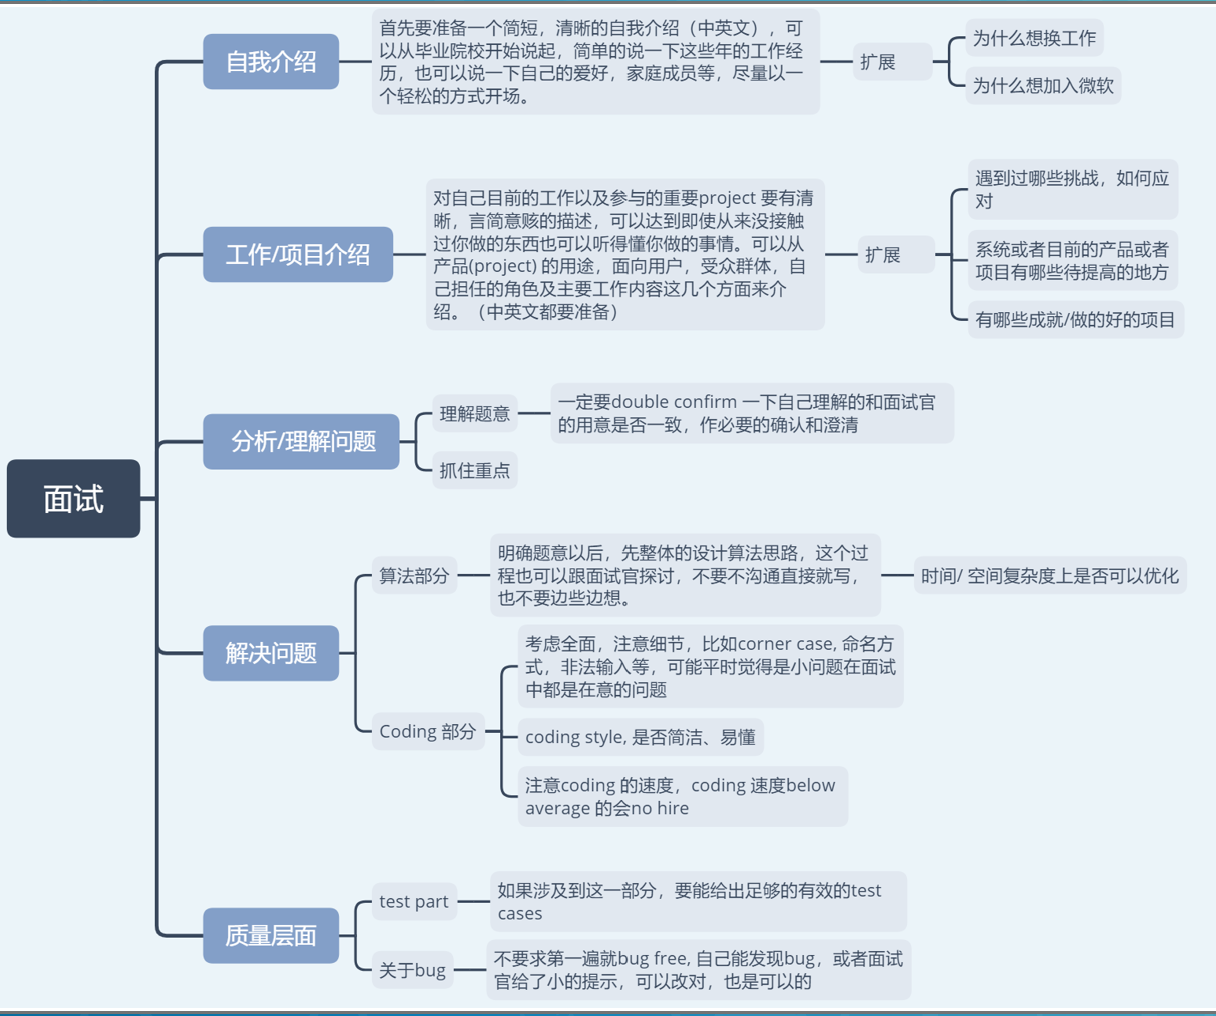 面试
自我介绍
首先要准备一个简短，清晰的自我介绍（中英文），可
以从毕业院校开始说起，简单的说一下这些年的工作经
历，也可以说一下自己的爱好，家庭成员等，尽量以一
个轻松的方式开场。
扩展
为什么想换工作
为什么想加入微软
工作/项目介绍
对自己目前的工作以及参与的重要project 要有清
晰，言简意赅的描述，可以达到即使从来没接触
过你做的东西也可以听得懂你做的事情。可以从
产品(project) 的用途，面向用户，受众群体，自
己担任的角色及主要工作内容这几个方面来介
绍。（中英文都要准备）
扩展
遇到过哪些挑战，如何应
对
系统或者目前的产品或者
项目有哪些待提高的地方
有哪些成就/做的好的项目
分析/理解问题
理解题意
一定要double confirm 一下自己理解的和面试官
的用意是否一致，作必要的确认和澄清
抓住重点
解决问题
算法部分
明确题意以后，先整体的设计算法思路，这个过
程也可以跟面试官探讨，不要不沟通直接就写，
也不要边些边想。
时间/ 空间复杂度上是否可以优化
Coding 部分
考虑全面，注意细节，比如corner case, 命名方
式，非法输入等，可能平时觉得是小问题在面试
中都是在意的问题
coding style, 是否简洁、易懂
注意coding 的速度，coding 速度below
average 的会no hire
质量层面
test part
如果涉及到这一部分，要能给出足够的有效的test
cases
关于bug
不要求第一遍就bug free, 自己能发现bug，或者面试
官给了小的提示，可以改对，也是可以的